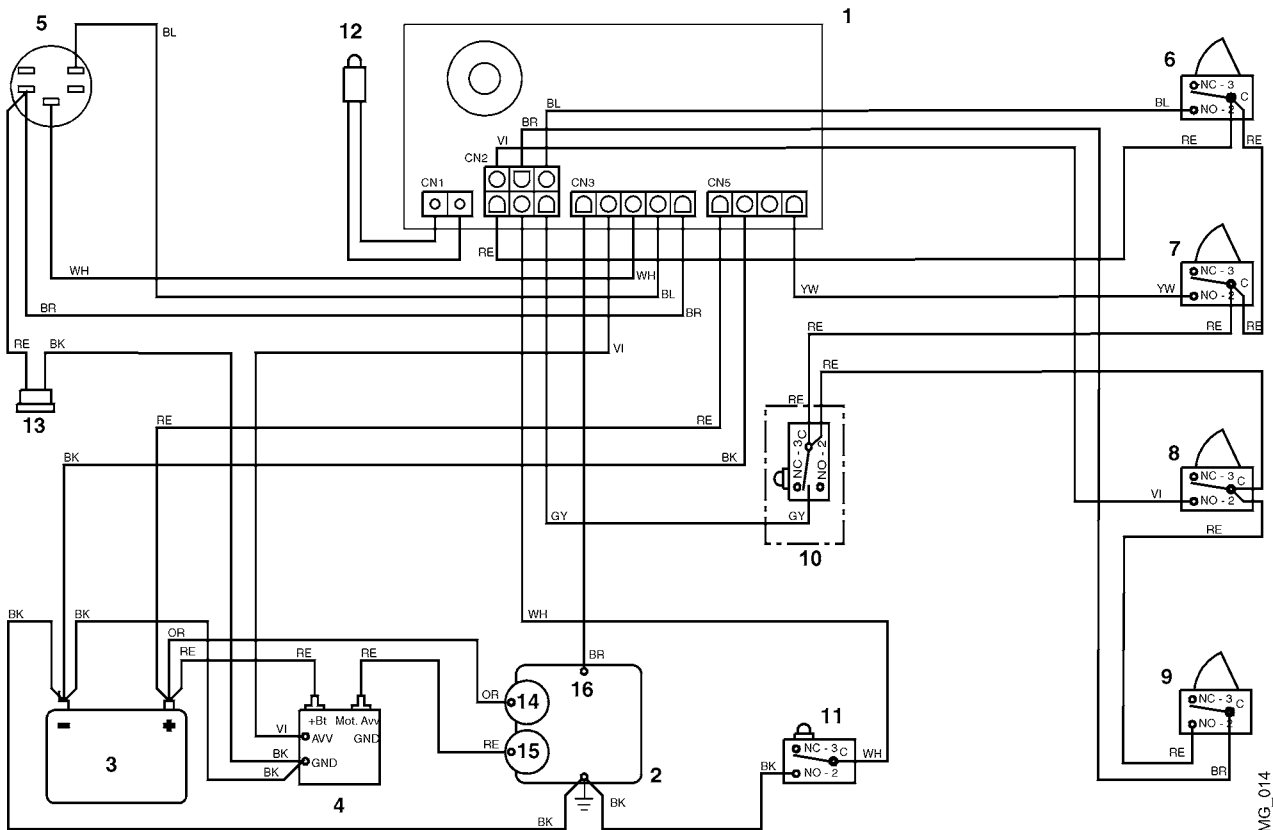 5
BL
12
1
6
NC - 3
C
BL
BL
NO - 2
BR
VI
RE
RE
CN2
CN1
CN3
CN5
RE
7
NC - 3
C
WH
WH
YW
YW
NO - 2
BL
BR
BR
RE
RE
RE
RE
BK
VI
RE
13
RE
RE
RE
NC - 3
C
NO - 2
8
NC - 3
C
BK
BK
VI
NO - 2
GY
GY
RE
10
BK
BK
WH
OR
RE
RE
RE
BR
16
9
NC - 3
C
OR
14
NO - 2
+Bt
Mot. Avv
11
VI
AVV
GND
RE
15
NC - 3
C
WH
RE
3
BK
GND
2
BK
NO - 2
BR
BK
4
BK
BK
MG_014